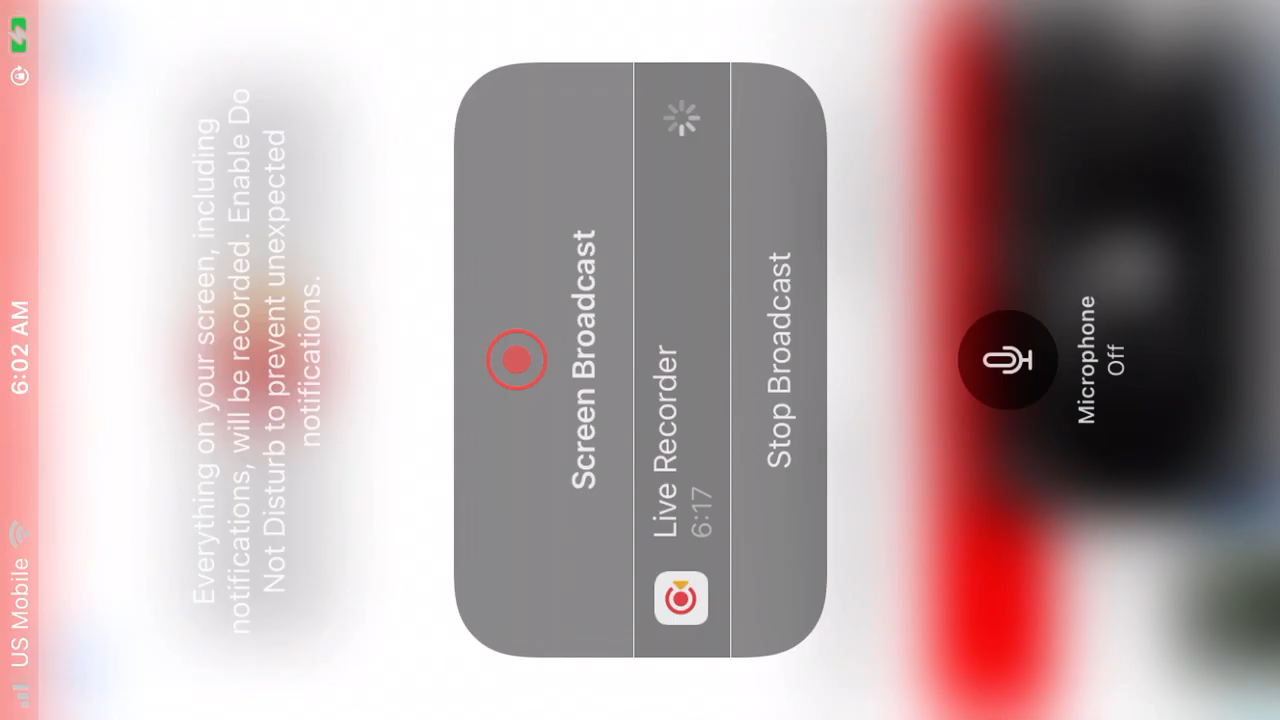 US Mobile 6:02 AM
Everything on your screen, including
notifications, will be recorded. Enable Do
Not Disturb to prevent unexpected
notifications.
Screen Broadcast
Live Recorder
6:17
Stop Broadcast
Microphone
Off